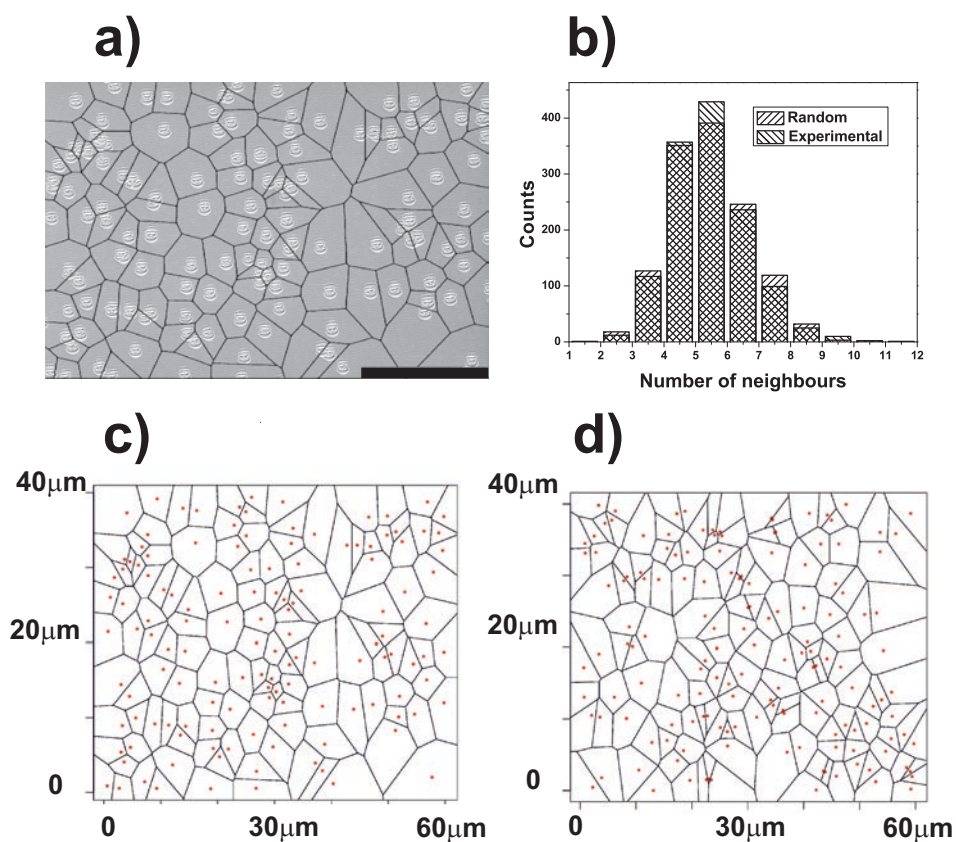 a)
b)
400
300
200
100
0
Counts
Random
Experimental
1 2 3 4 5 6 7 8 9 10 11 12
Number of neighbours
c)
d)
40μm
20μm
0
0 30μm 60μm
40μm
20μm
0
0 30μm 60μm